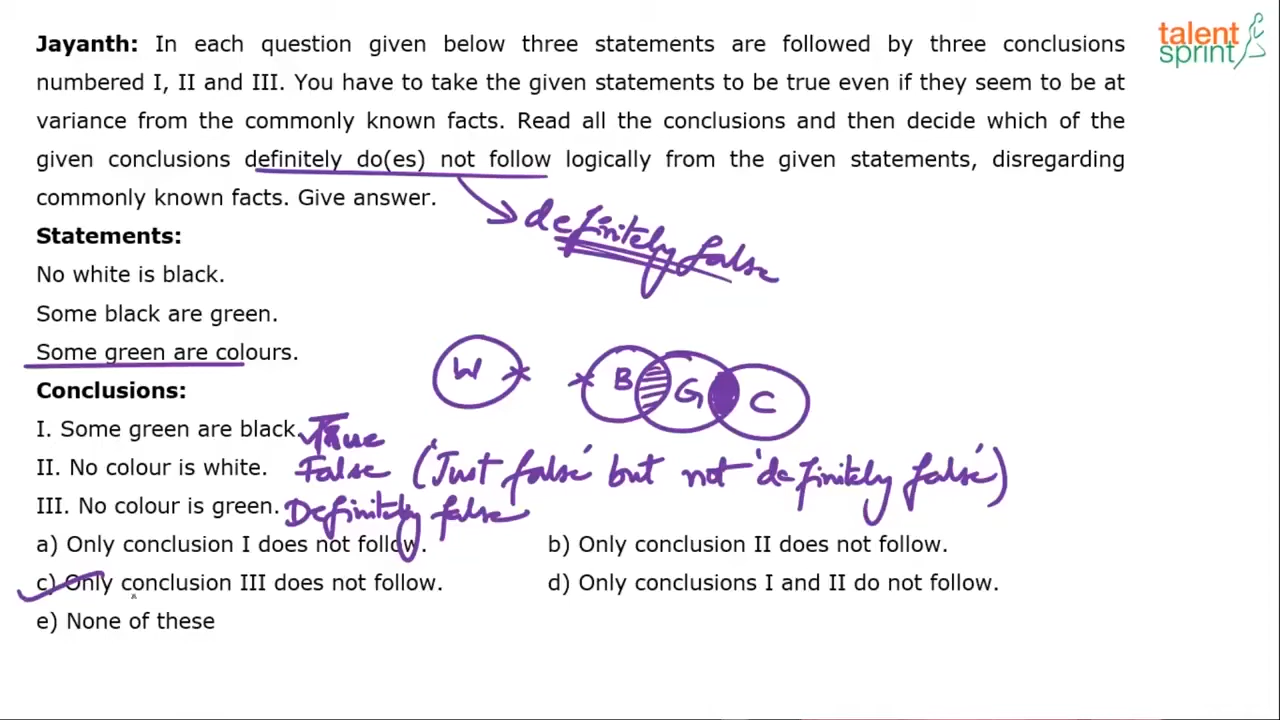 talent
sprint
Jayanth: In each question given below three statements are followed by three conclusions
numbered I, II and III. You have to take the given statements to be true even if they seem to be at
variance from the commonly known facts. Read all the conclusions and then decide which of the
given conclusions definitely do(es) not follow logically from the given statements, disregarding
commonly known facts. Give answer.
definitely false
Statements:
No white is black.
Some black are green.
Some green are colours.
W B G C
Conclusions:
I. Some green are black. True
II. No colour is white. False ('Just false' but not 'definitely false')
III. No colour is green. Definitely false
a) Only conclusion I does not follow. b) Only conclusion II does not follow.
c) Only conclusion III does not follow. d) Only conclusions I and II do not follow.
e) None of these